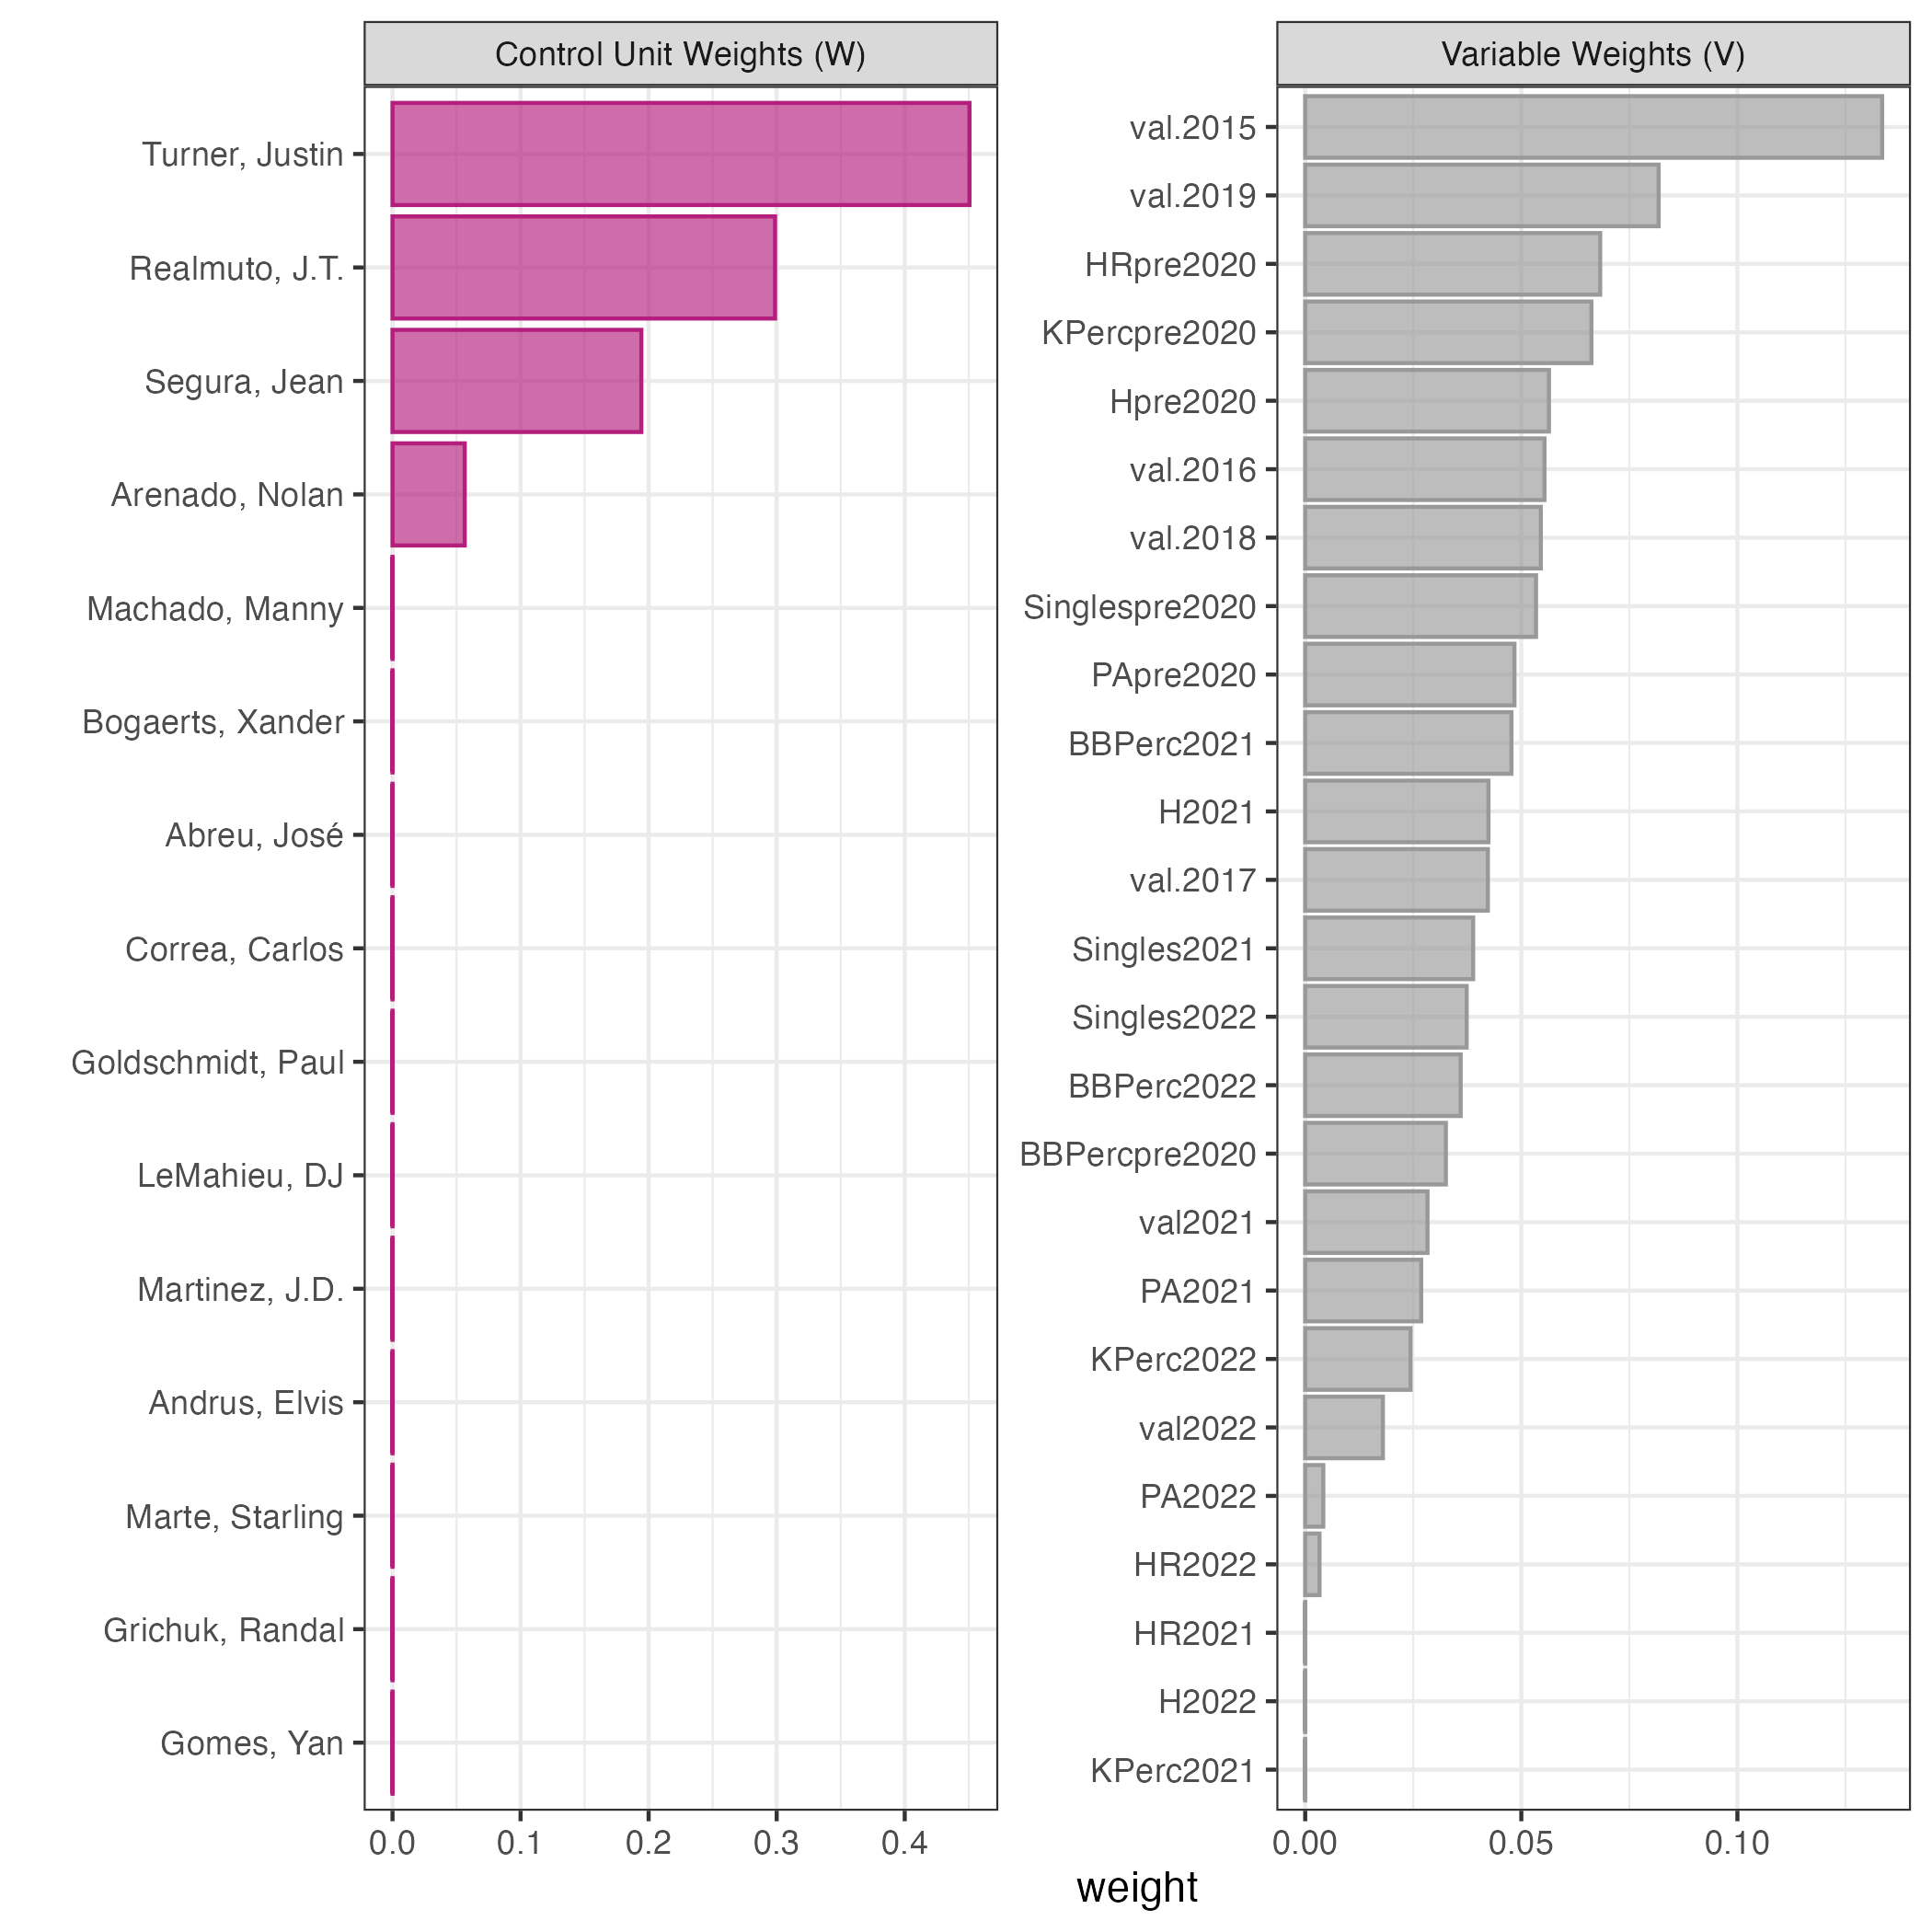 Control Unit Weights (W)
Turner, Justin
Realmuto, J.T.
Segura, Jean
Arenado, Nolan
Machado, Manny
Bogaerts, Xander
Abreu, José
Correa, Carlos
Goldschmidt, Paul
LeMahieu, DJ
Martinez, J.D.
Andrus, Elvis
Marte, Starling
Grichuk, Randal
Gomes, Yan
0.0 0.1 0.2 0.3 0.4
Variable Weights (V)
val.2015
val.2019
HRpre2020
KPercpre2020
Hpre2020
val.2016
val.2018
Singlespre2020
PApre2020
BBPerc2021
H2021
val.2017
Singles2021
Singles2022
BBPerc2022
BBPercpre2020
val2021
PA2021
KPerc2022
val2022
PA2022
HR2022
HR2021
H2022
KPerc2021
0.00 0.05 0.10
weight